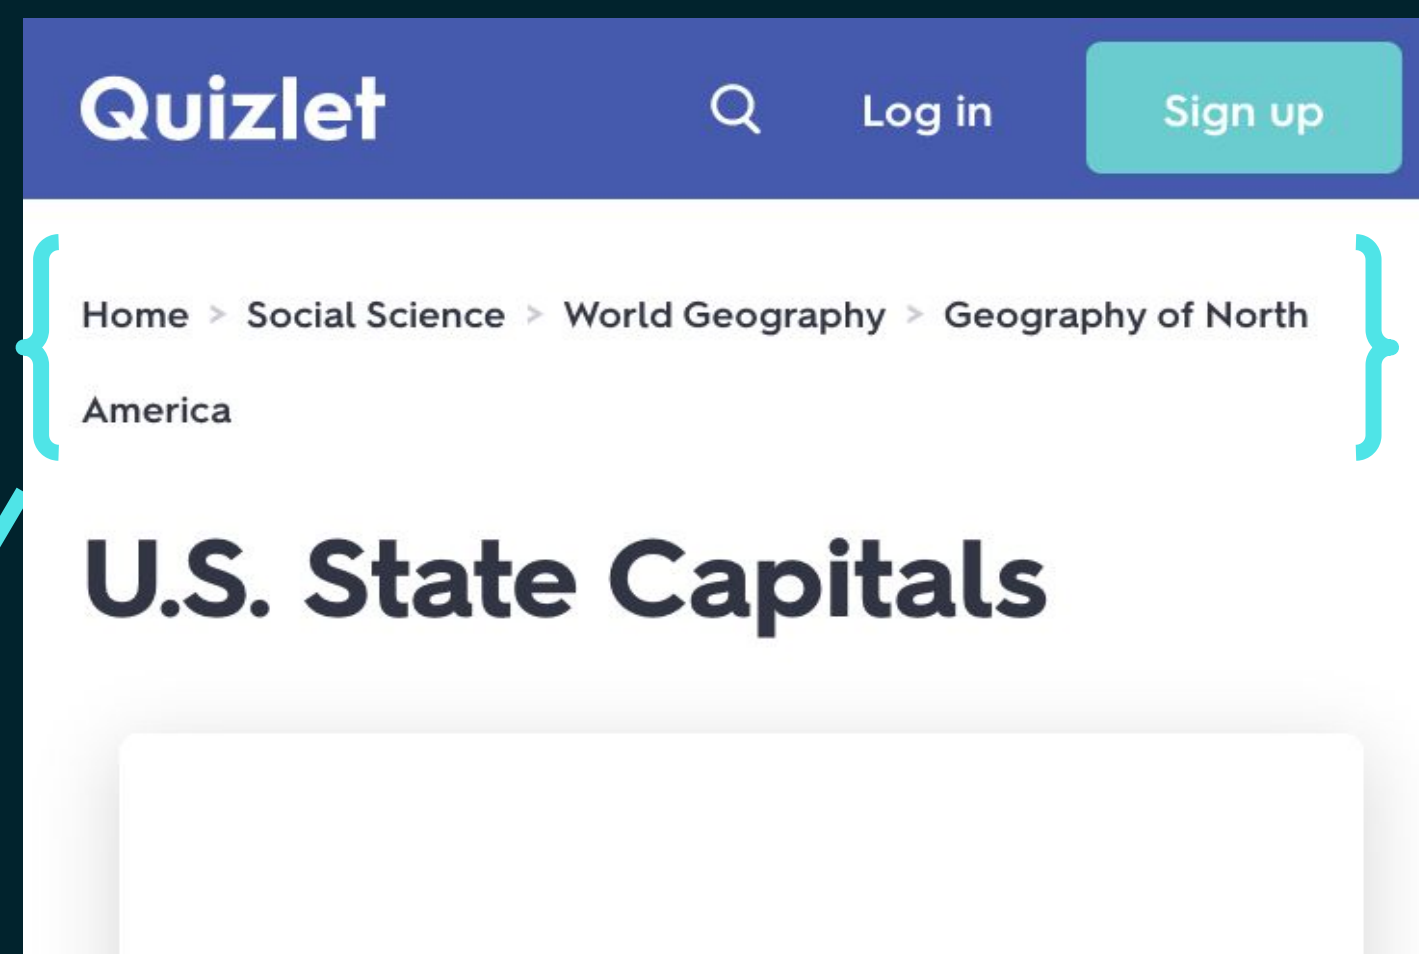 Quizlet Log in Sign up
Home > Social Science > World Geography > Geography of North
America
U.S. State Capitals